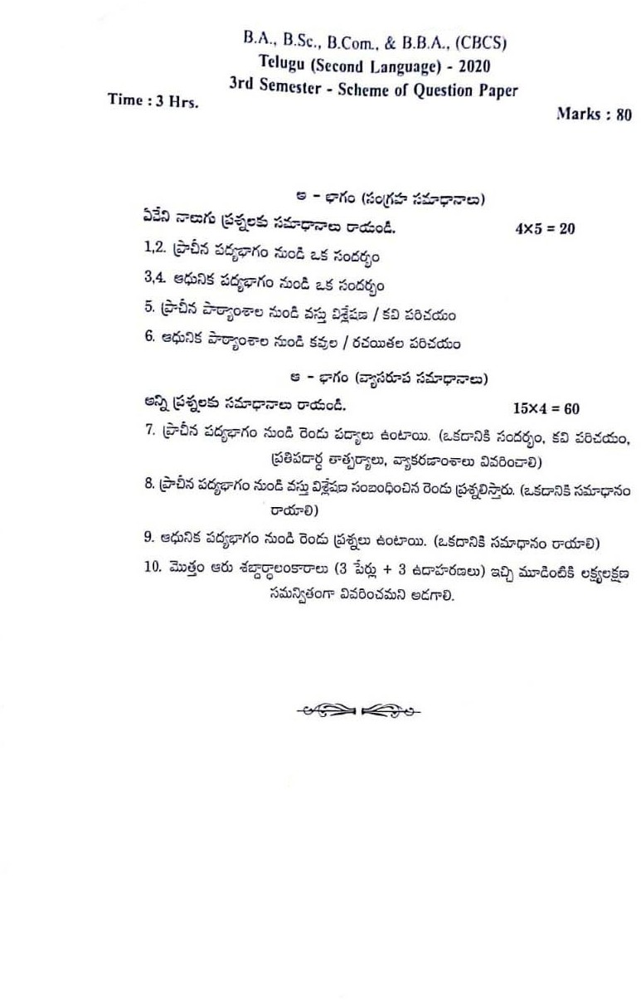 B.A., B.Sc., B.Com., & B.B.A., (CBCS)
Telugu (Second Language) - 2020
3rd Semester - Scheme of Question Paper
Time : 3 Hrs.
Marks : 80
అ - భాగం (సంగ్రహ సమాధానాలు)
ఏదేని నాలుగు ప్రశ్నలకు సమాధానాలు రాయండి. 4×5 = 20
1,2. ప్రాచీన పద్యభాగం నుండి ఒక సందర్భం
3,4. ఆధునిక పద్యభాగం నుండి ఒక సందర్భం
5. ప్రాచీన పాఠ్యాంశాల నుండి వస్తు విశ్లేషణ / కవి పరిచయం
6. ఆధునిక పాఠ్యాంశాల నుండి కవుల / రచయితల పరిచయం
ఆ - భాగం (వ్యాసరూప సమాధానాలు)
అన్ని ప్రశ్నలకు సమాధానాలు రాయండి. 15×4 = 60
7. ప్రాచీన పద్యభాగం నుండి రెండు పద్యాలు ఉంటాయి. (ఒకదానికి సందర్భం, కవి పరిచయం,
ప్రతిపదార్థ తాత్పర్యాలు, వ్యాకరణాంశాలు వివరించాలి)
8. ప్రాచీన పద్యభాగం నుండి వస్తు విశ్లేషణ సంబంధించిన రెండు ప్రశ్నలిస్తారు. (ఒకదానికి సమాధానం
రాయాలి)
9. ఆధునిక పద్యభాగం నుండి రెండు ప్రశ్నలు ఉంటాయి. (ఒకదానికి సమాధానం రాయాలి)
10. మొత్తం ఆరు శబ్దార్థాలంకారాలు (3 పేర్లు + 3 ఉదాహరణలు) ఇచ్చి మూడింటికి లక్ష్యలక్షణ
సమన్వితంగా వివరించమని అడగాలి.